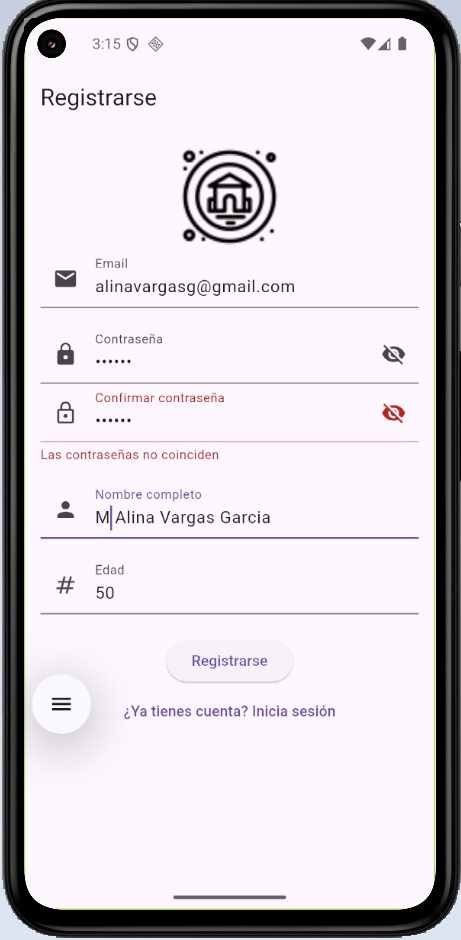 3:15
Registrarse
Email
alinavargasg@gmail.com
Contraseña
••••••
Confirmar contraseña
••••••
Las contraseñas no coinciden
Nombre completo
M Alina Vargas Garcia
Edad
50
Registrarse
¿Ya tienes cuenta? Inicia sesión